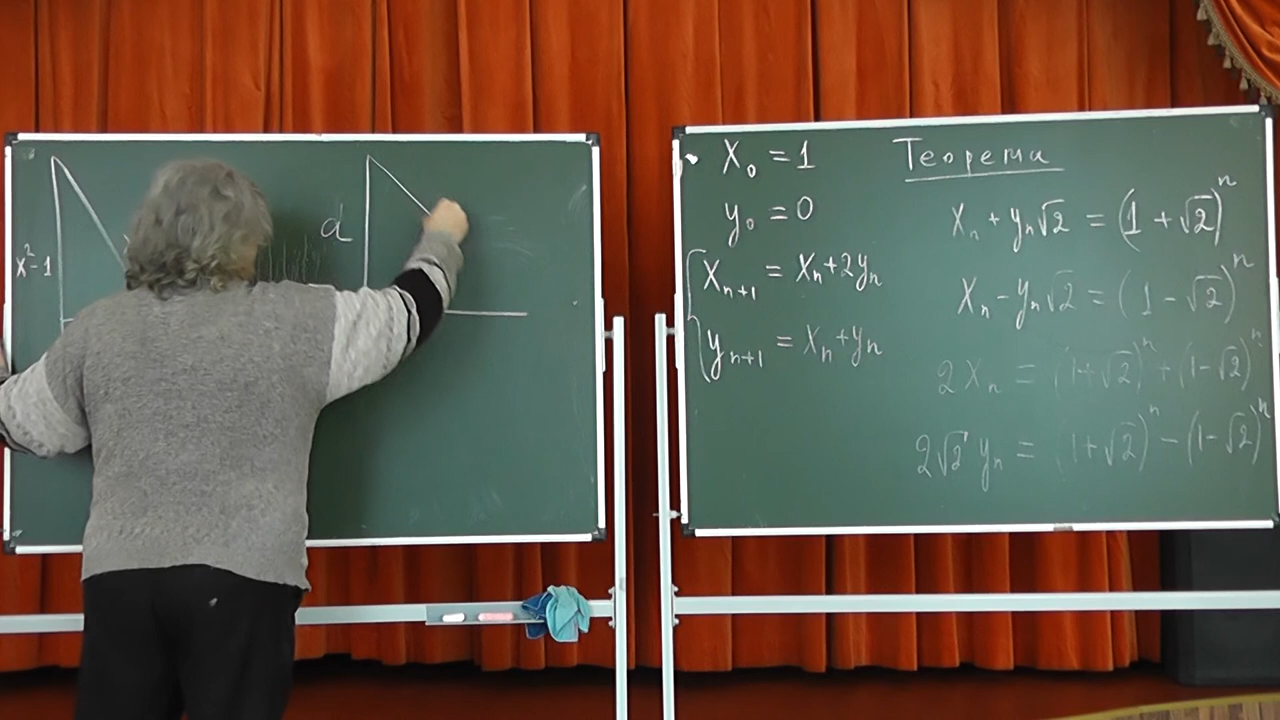 x² - 1
d
x₀ = 1
y₀ = 0
xₙ₊₁ = xₙ + 2yₙ
yₙ₊₁ = xₙ + yₙ
Теорема
xₙ + yₙ√2 = (1 + √2)ⁿ
xₙ - yₙ√2 = (1 - √2)ⁿ
2xₙ = (1+√2)ⁿ + (1-√2)ⁿ
2√2 yₙ = (1+√2)ⁿ - (1-√2)ⁿ